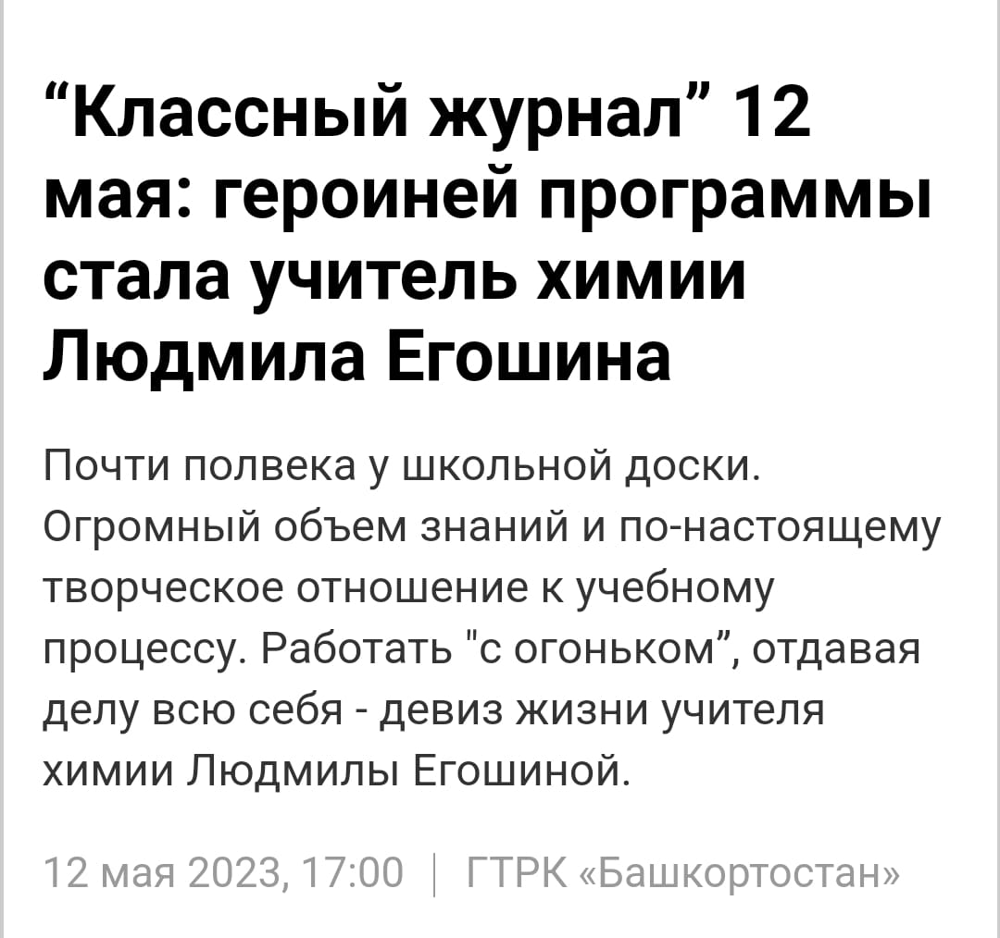 “Классный журнал” 12
мая: героиней программы
стала учитель химии
Людмила Егошина
Почти полвека у школьной доски.
Огромный объем знаний и по-настоящему
творческое отношение к учебному
процессу. Работать "с огоньком”, отдавая
делу всю себя - девиз жизни учителя
химии Людмилы Егошиной.
12 мая 2023, 17:00 | ГТРК «Башкортостан»